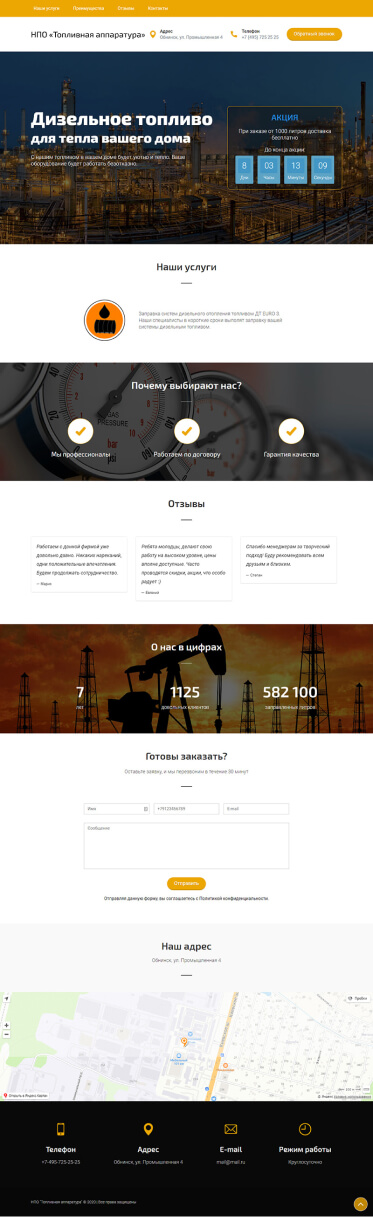 Наши услуги Преимущества Отзывы Контакты
НПО «Топливная аппаратура»
Адрес
Обнинск, ул. Промышленная 4
Телефон
+7 (495) 725-25-25
Обратный звонок
Дизельное топливо
для тепла вашего дома
С нашим топливом в вашем доме будет уютно и тепло. Ваше
оборудование будет работать безотказно.
АКЦИЯ
При заказе от 1000 литров доставка
бесплатно
До конца акции:
8 03 13 09
Дни Часы Минуты Секунды
Наши услуги
Заправка систем дизельного отопления топливом ДТ EURO 5.
Наши специалисты в короткие сроки выполнят заправку вашей
системы дизельным топливом
Почему выбирают нас?
Мы профессионалы
Работаем по договору
Гарантия качества
Отзывы
Работаем с данной фирмой уже
довольно давно. Никаких нареканий,
одни положительные впечатления.
Будем продолжать сотрудничество.
— Мария
Ребята молодцы, делают свою
работу на высоком уровне, цены
вполне доступные. Часто
проводятся скидки, акции, что особо
радует :)
— Евгений
Спасибо менеджерам за творческий
подход! Буду рекомендовать всем
друзьям и близким.
— Степан
О нас в цифрах
7 1125 582 100
лет довольных клиентов заправленных литров
Готовы заказать?
Оставьте заявку, и мы перезвоним в течение 30 минут
Имя
+74123456789
E-mail
Сообщение
Отправить
Отправляя данную форму, вы соглашаетесь с Политикой конфиденциальности.
Наш адрес
Обнинск, ул. Промышленная 4
Пробки
Открыть в Яндекс.Картах
Телефон
+7-495-725-25-25
Адрес
Обнинск, ул. Промышленная 4
E-mail
mail@mail.ru
Режим работы
Круглосуточно
НПО "Топливная аппаратура" © 2020 | Все права защищены